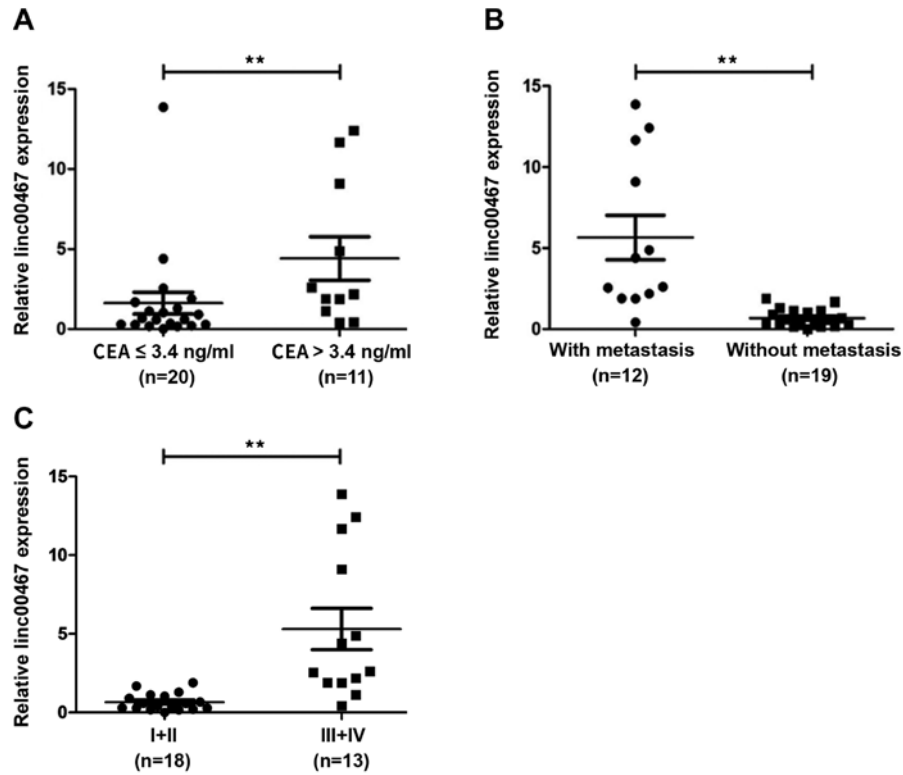 A
**
Relative linc00467 expression
15
10
5
0
CEA ≤ 3.4 ng/ml
(n=20)
CEA > 3.4 ng/ml
(n=11)
B
**
Relative linc00467 expression
15
10
5
0
With metastasis
(n=12)
Without metastasis
(n=19)
C
**
Relative linc00467 expression
15
10
5
0
I+II
(n=18)
III+IV
(n=13)